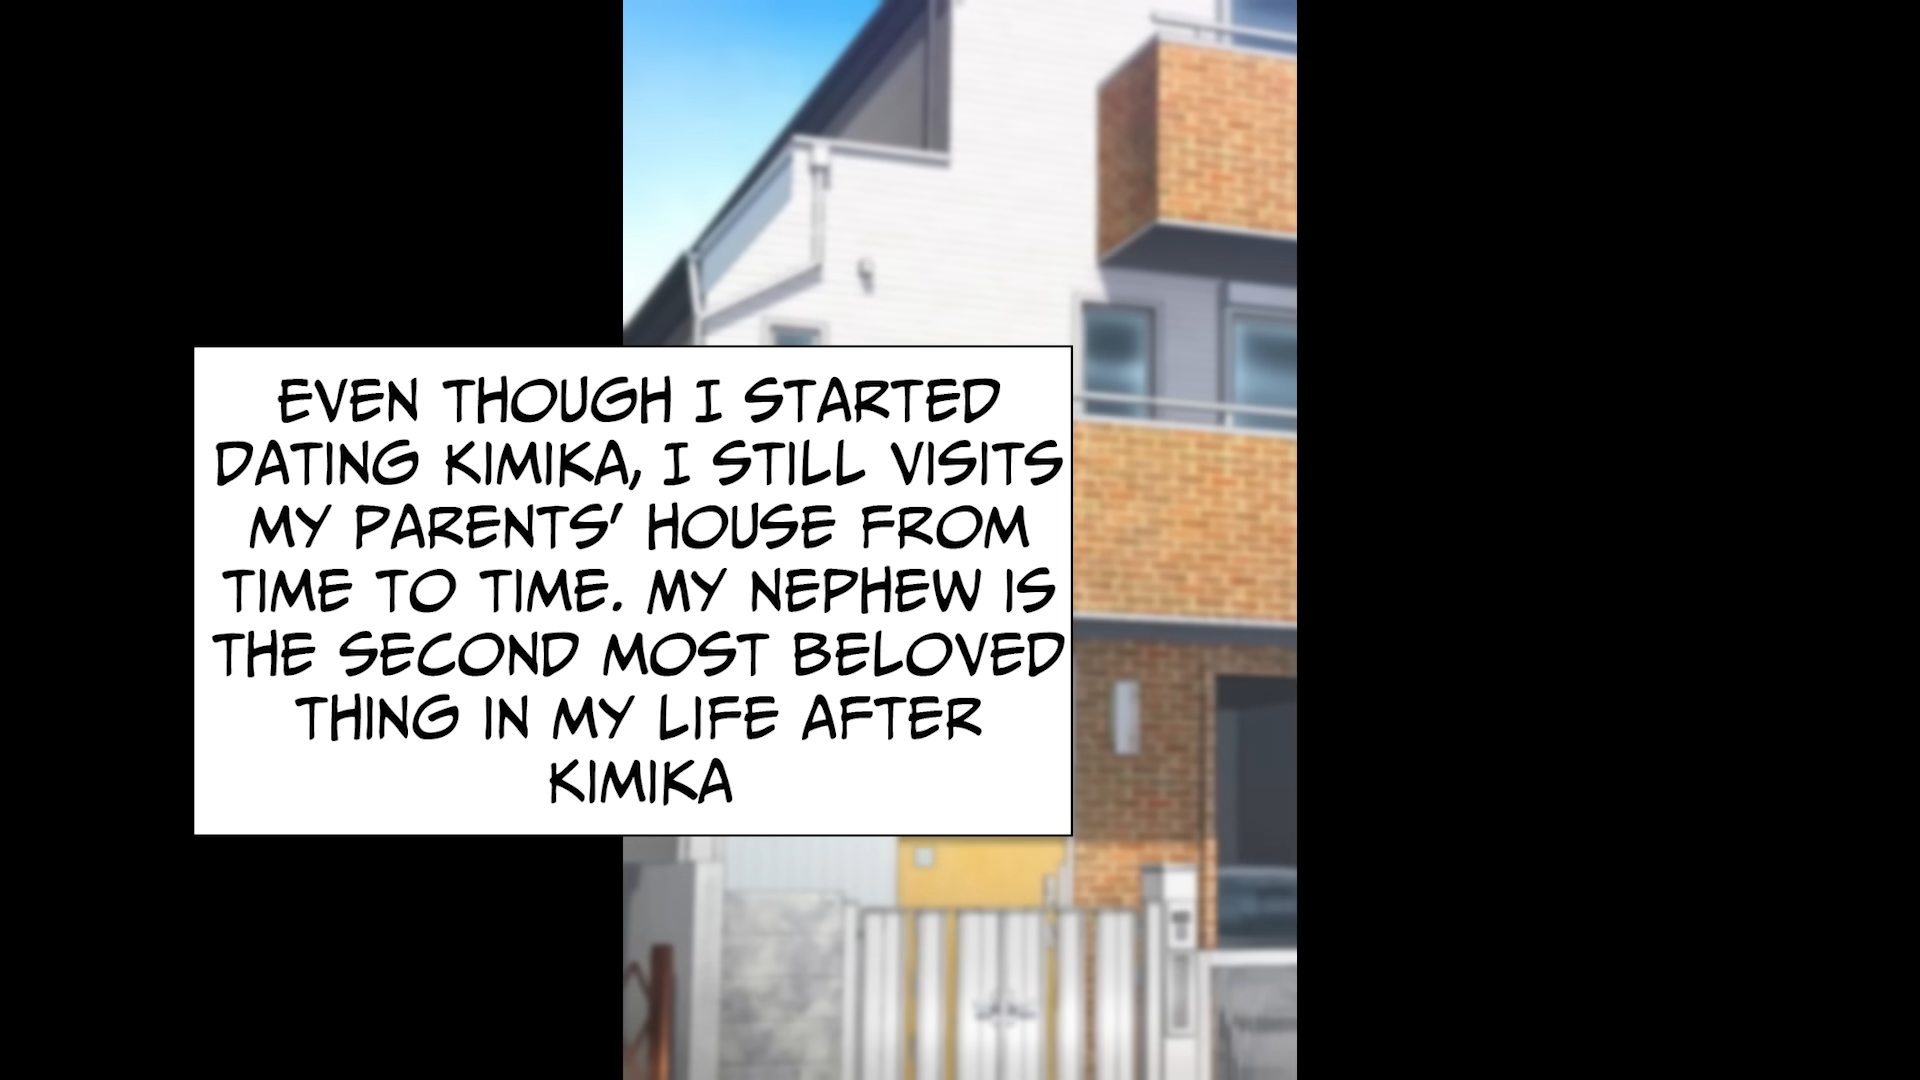 EVEN THOUGH I STARTED
DATING KIMIKA, I STILL VISITS
MY PARENTS' HOUSE FROM
TIME TO TIME. MY NEPHEW IS
THE SECOND MOST BELOVED
THING IN MY LIFE AFTER
KIMIKA